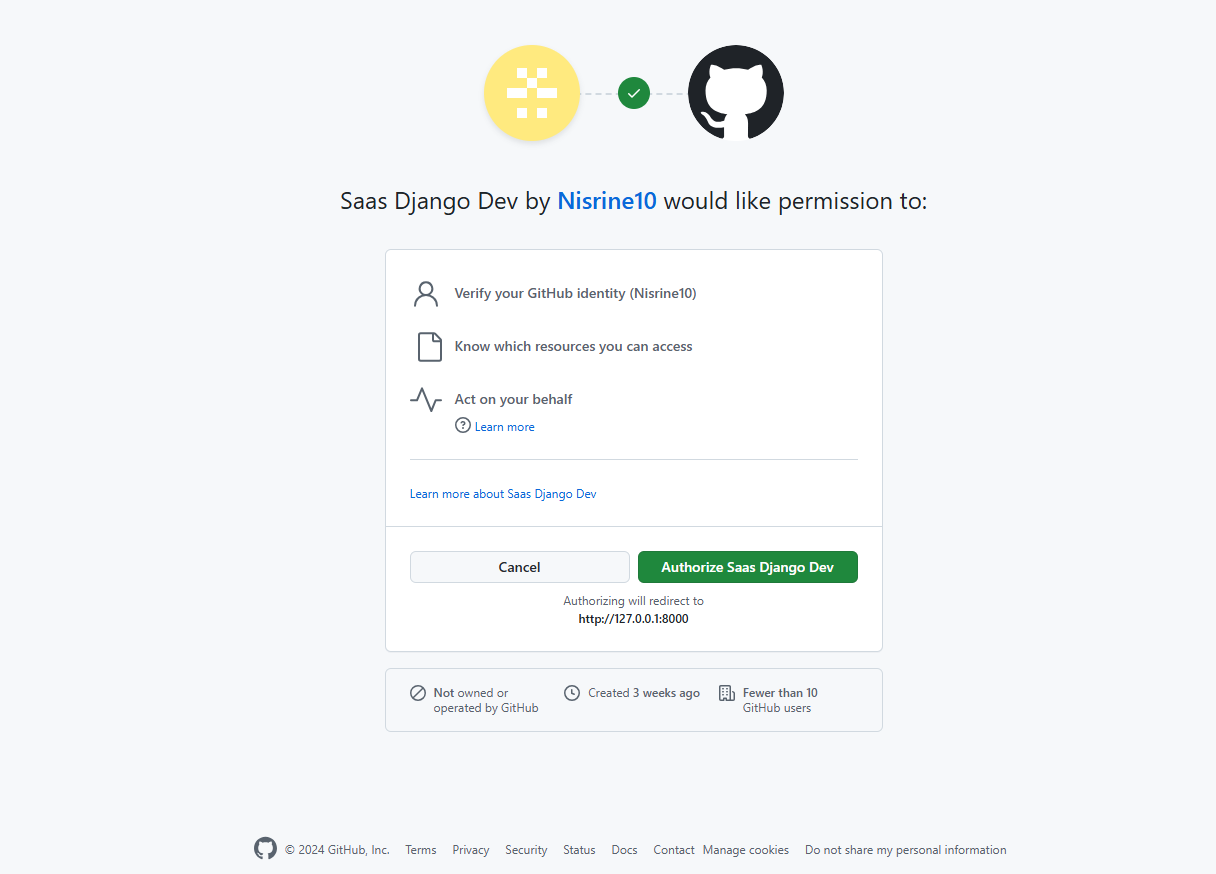 Saas Django Dev by Nisrine10 would like permission to:
Verify your GitHub identity (Nisrine10)
Know which resources you can access
Act on your behalf
Learn more
Learn more about Saas Django Dev
Cancel
Authorize Saas Django Dev
Authorizing will redirect to
http://127.0.0.1:8000
Not owned or
operated by GitHub
Created 3 weeks ago
Fewer than 10
GitHub users
© 2024 GitHub, Inc.
Terms
Privacy
Security
Status
Docs
Contact
Manage cookies
Do not share my personal information